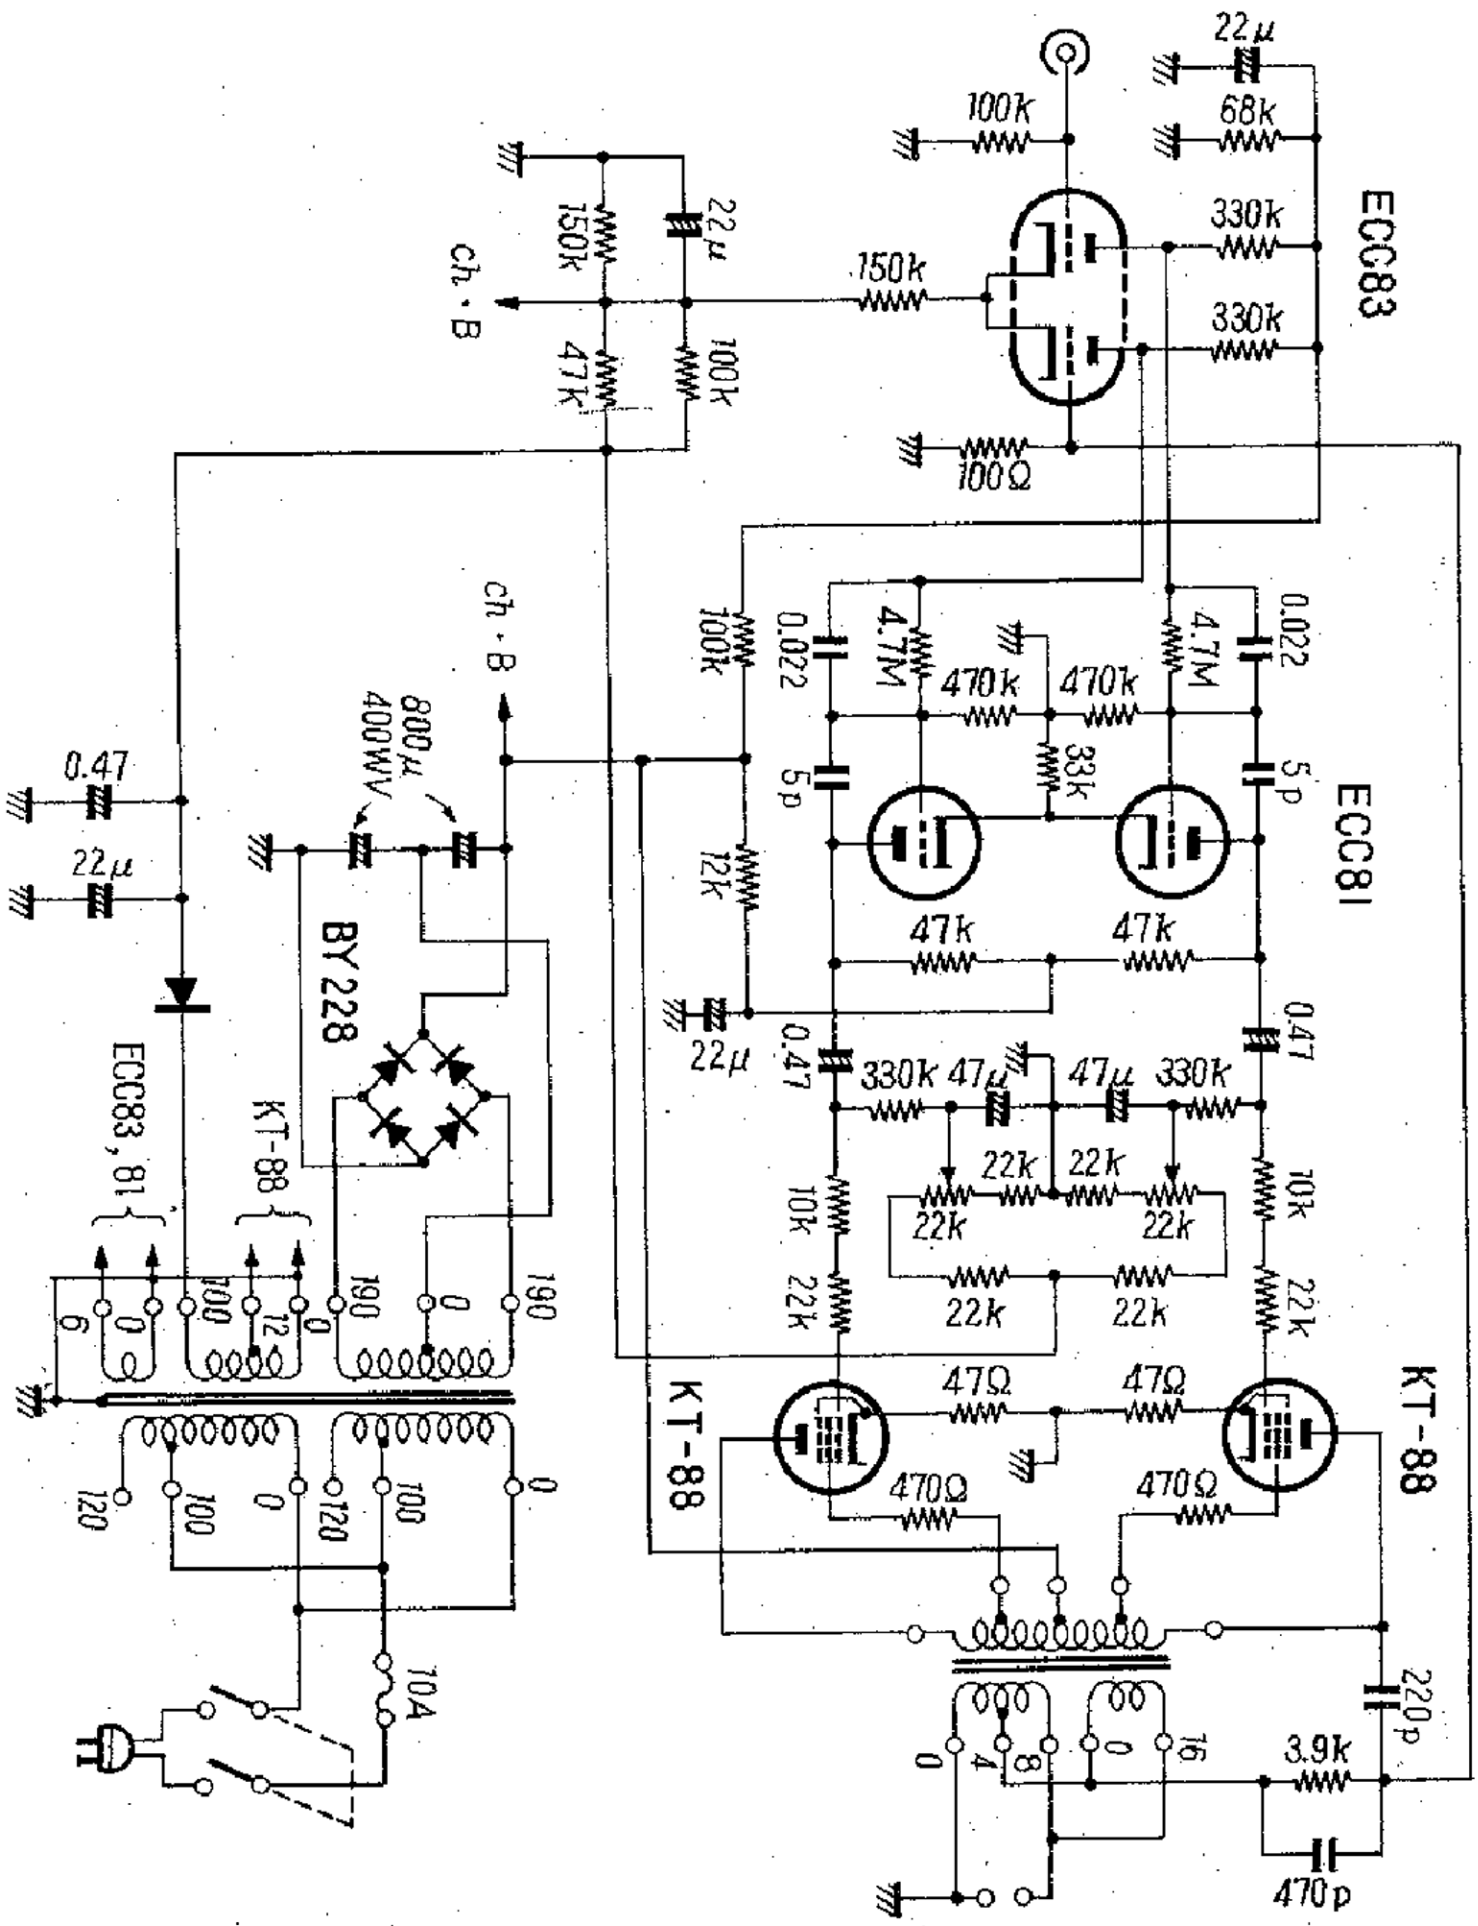 22μ
100k
68k
ECC83
330k
22μ
150k
ch・B
150k
330k
100k
47k
100Ω
0.022
4.7M
ch・B
100k
0.022
4.7M
470k
470k
33k
800μ
400WV
0.47
5p
5p
ECC81
22μ
12k
BY228
47k
47k
0.47
22μ
0.47
330k
47μ
47μ
330k
ECC83,81
KT-88
10k
22k
22k
10k
22k
22k
6
0
100
12
0
190
0
190
22k
22k
22k
22k
KT-88
47Ω
47Ω
KT-88
470Ω
470Ω
120
100
0
120
100
0
10A
220p
0
4
8
0
16
3.9k
470p